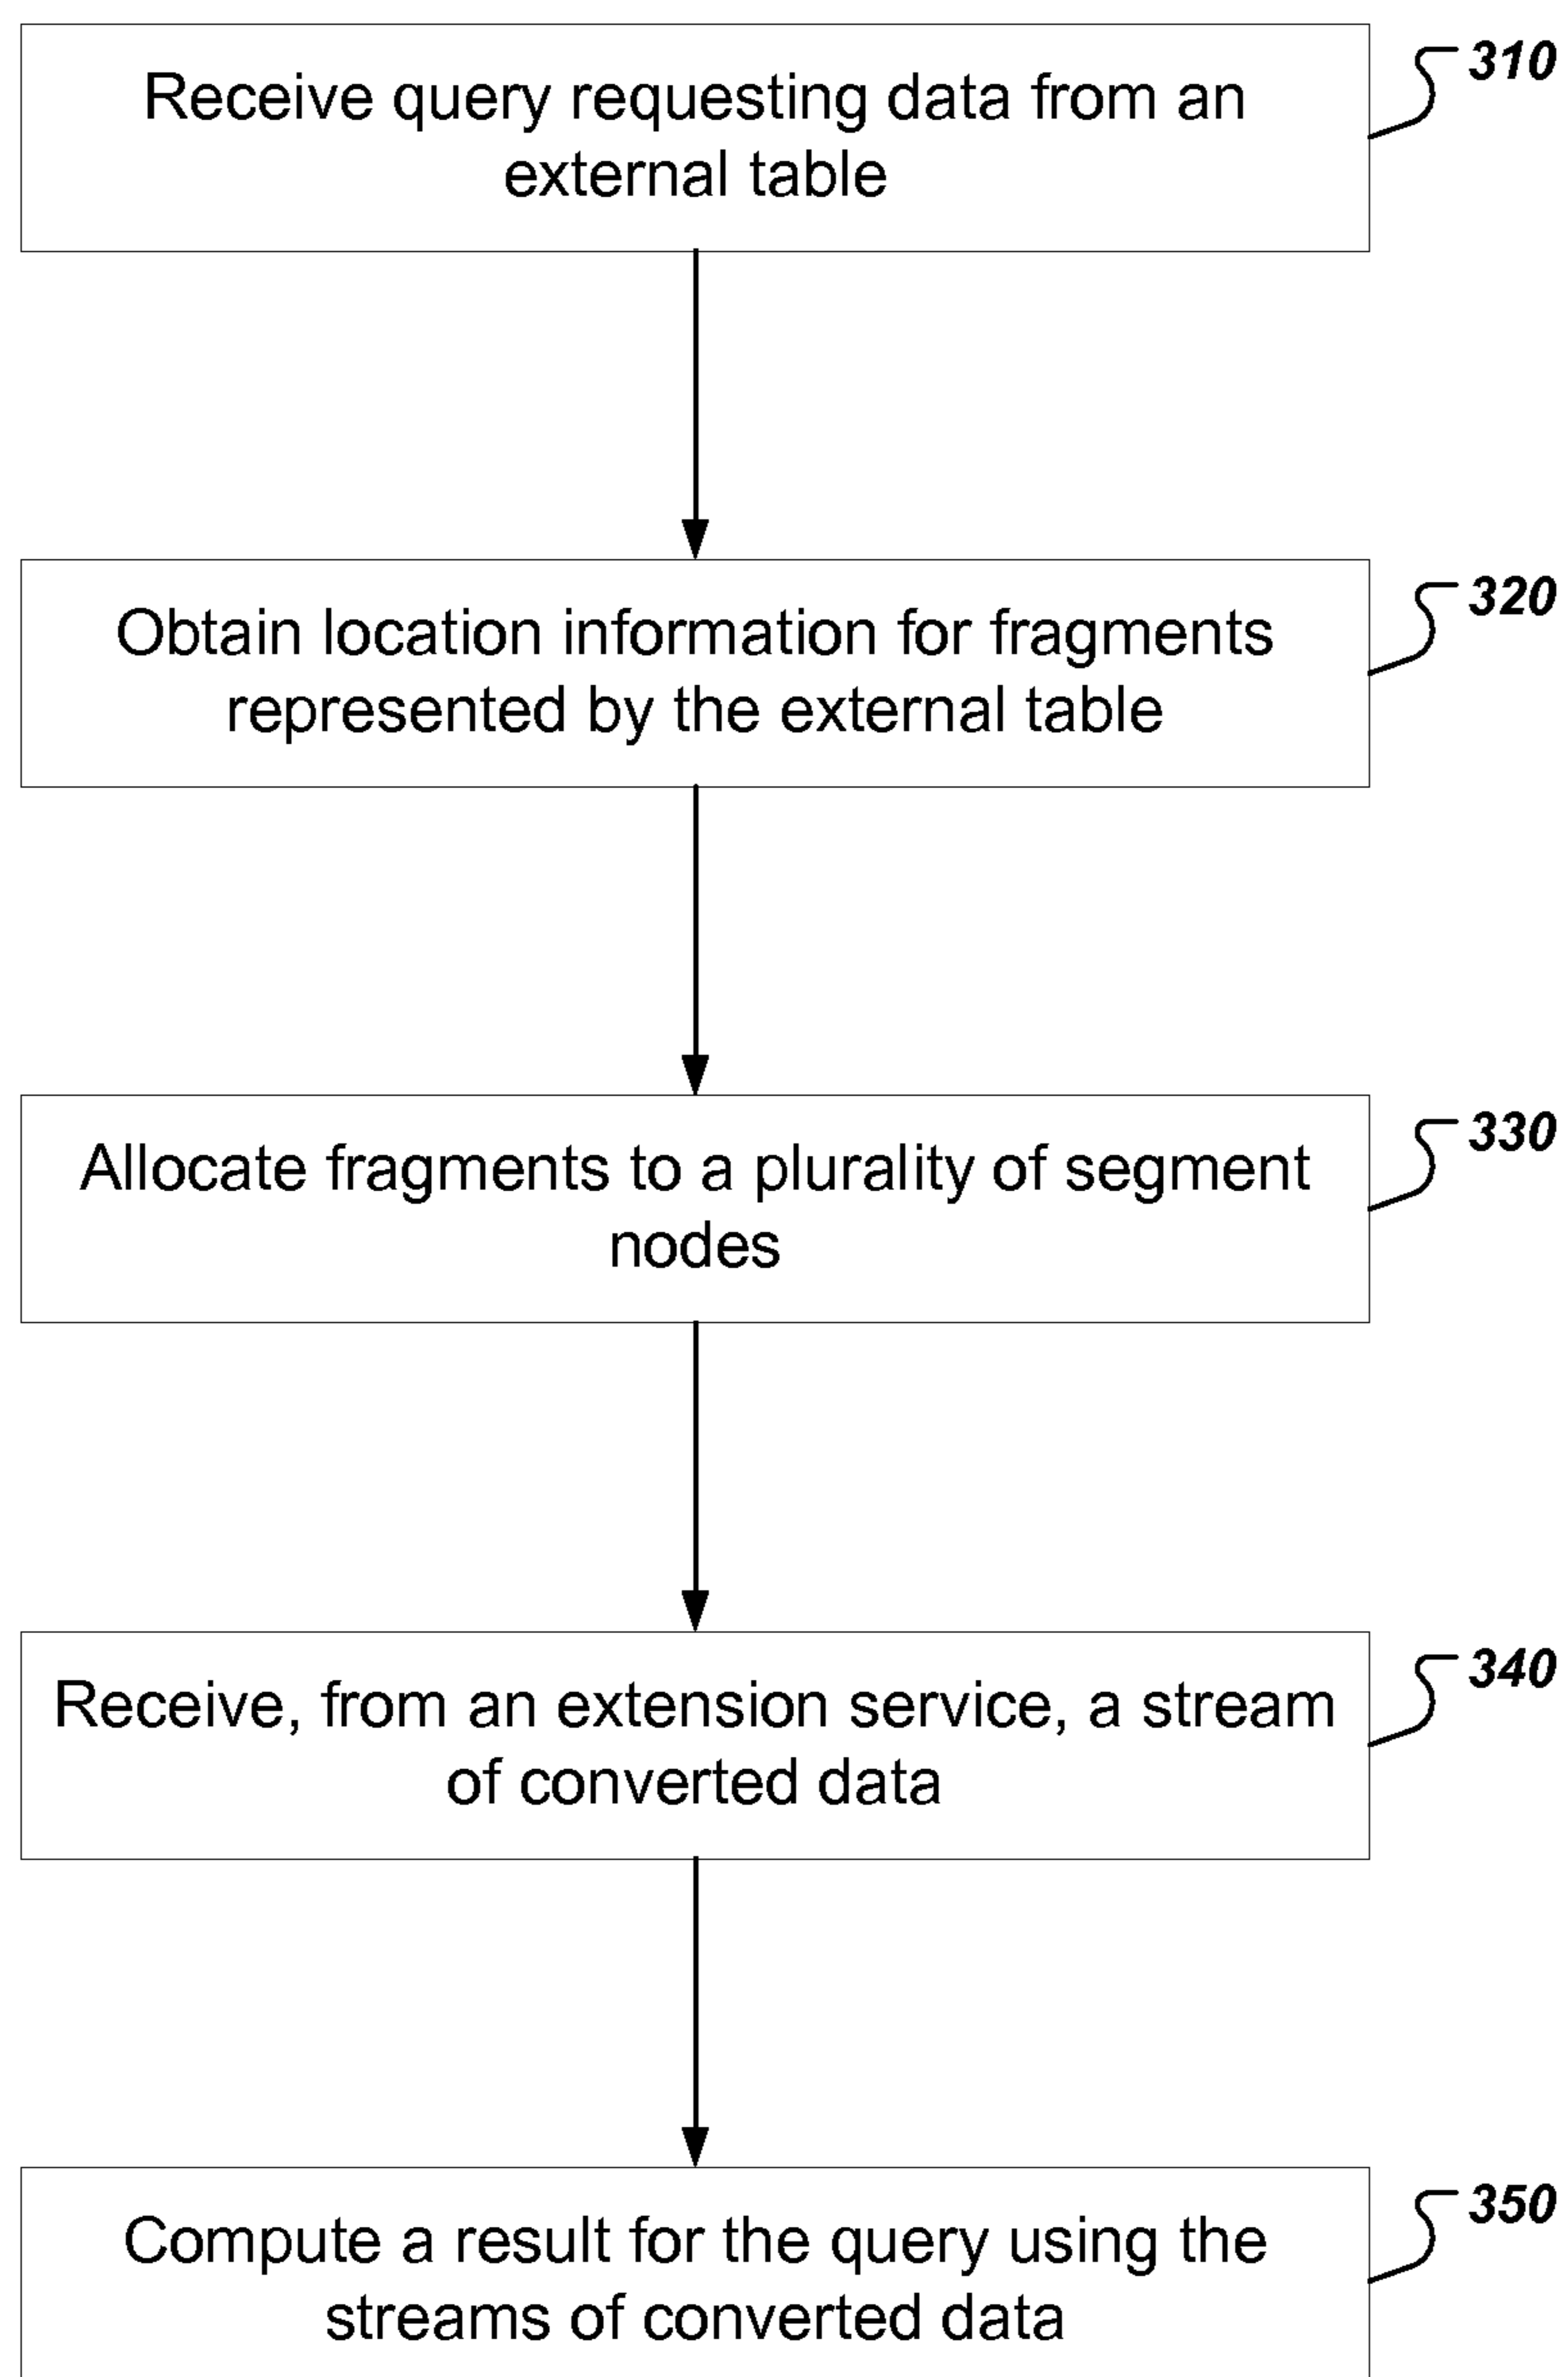 Receive query requesting data from an
external table
310
Obtain location information for fragments
represented by the external table
320
Allocate fragments to a plurality of segment
nodes
330
Receive, from an extension service, a stream
of converted data
340
Compute a result for the query using the
streams of converted data
350